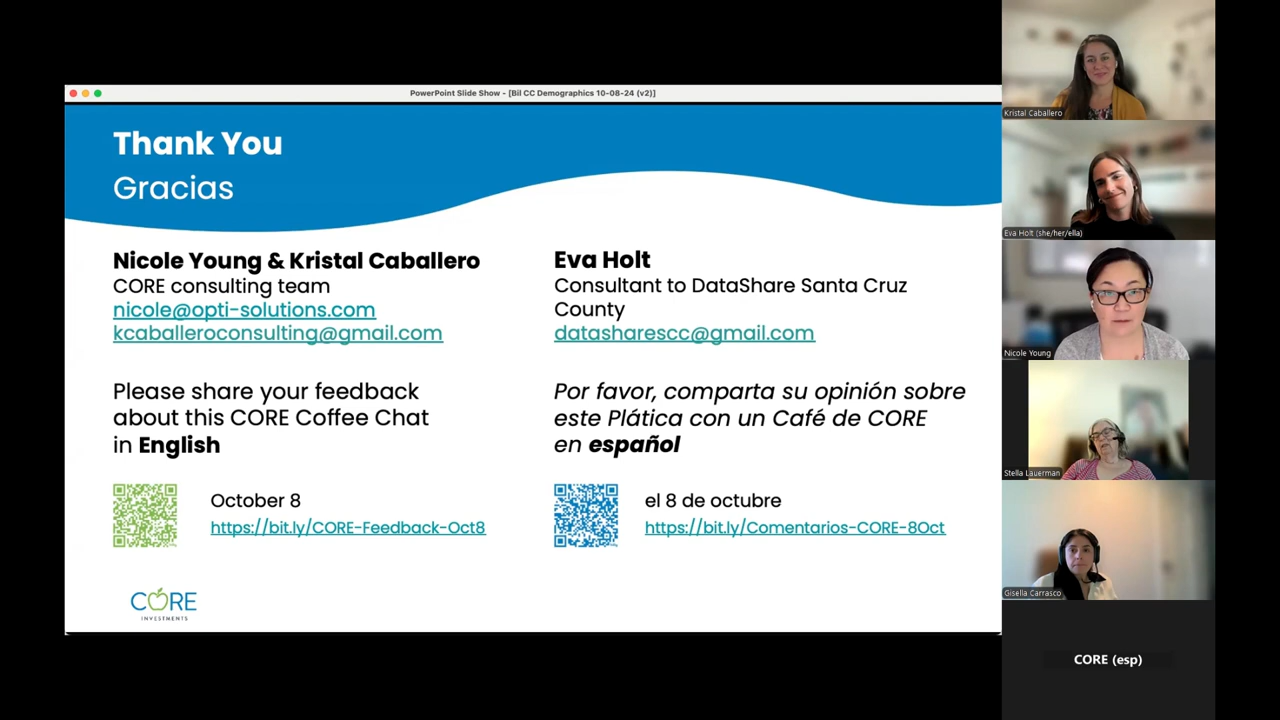 PowerPoint Slide Show - [Bil CC Demographics 10-08-24 (v2)]
Thank You
Gracias
Nicole Young & Kristal Caballero
CORE consulting team
nicole@opti-solutions.com
kcaballeroconsulting@gmail.com
Eva Holt
Consultant to DataShare Santa Cruz
County
datasharescc@gmail.com
Please share your feedback
about this CORE Coffee Chat
in English
Por favor, comparta su opinión sobre
este Plática con un Café de CORE
en español
October 8
https://bit.ly/CORE-Feedback-Oct8
el 8 de octubre
https://bit.ly/Comentarios-CORE-8Oct
CORE
INVESTMENTS
Kristal Caballero
Eva Holt (she/her/ella)
Nicole Young
Stella Lauerman
Gisella Carrasco
CORE (esp)